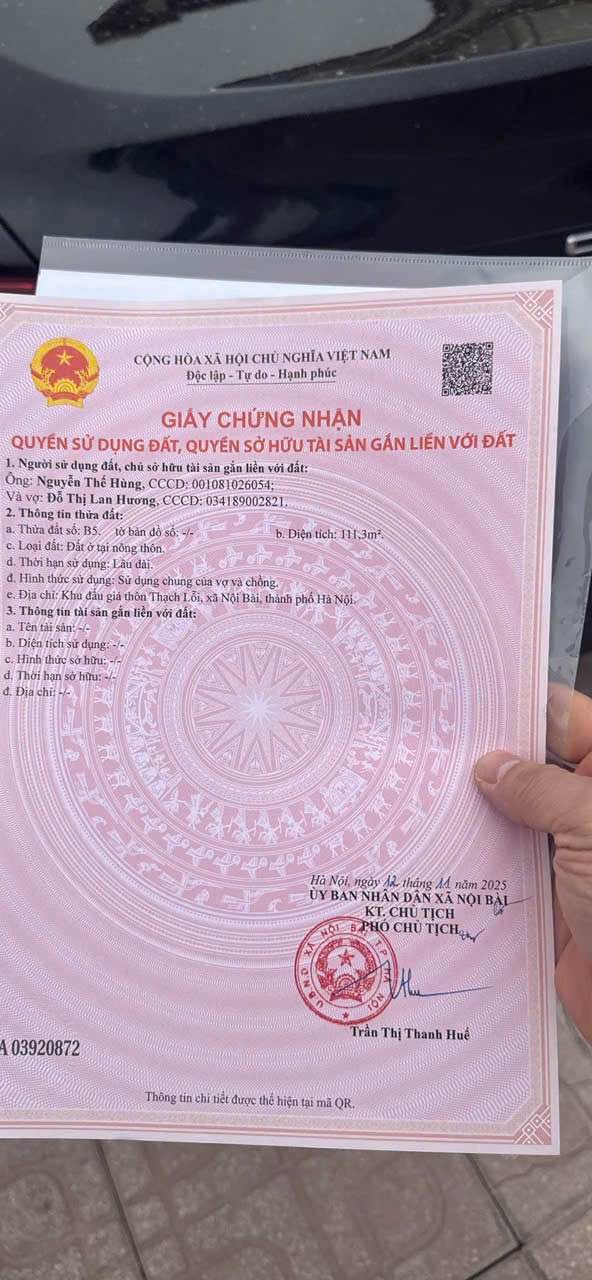 CỘNG HÒA XÃ HỘI CHỦ NGHĨA VIỆT NAM
Độc lập - Tự do - Hạnh phúc
GIẤY CHỨNG NHẬN
QUYỀN SỬ DỤNG ĐẤT, QUYỀN SỞ HỮU TÀI SẢN GẮN LIỀN VỚI ĐẤT
1. Người sử dụng đất, chủ sở hữu tài sản gắn liền với đất:
Ông: Nguyễn Thế Hùng, CCCD: 001081026054;
Và vợ: Đỗ Thị Lan Hương, CCCD: 034189002821.
2. Thông tin thửa đất:
a. Thửa đất số: B5. tờ bản đồ số: -/- b. Diện tích: 111,3m².
c. Loại đất: Đất ở tại nông thôn.
d. Thời hạn sử dụng: Lâu dài.
đ. Hình thức sử dụng: Sử dụng chung của vợ và chồng.
e. Địa chỉ: Khu đấu giá thôn Thạch Lỗi, xã Nội Bài, thành phố Hà Nội.
3. Thông tin tài sản gắn liền với đất:
a. Tên tài sản: -/-
b. Diện tích sử dụng: -/-
c. Hình thức sở hữu: -/-
d. Thời hạn sở hữu: -/-
đ. Địa chỉ: -/-
Hà Nội, ngày 12 tháng 11 năm 2025
ỦY BAN NHÂN DÂN XÃ NỘI BÀI
KT. CHỦ TỊCH
PHÓ CHỦ TỊCH
U.B.N.D XÃ NỘI BÀI T.P HÀ NỘI
Trần Thị Thanh Huế
A 03920872
Thông tin chi tiết được thể hiện tại mã QR.